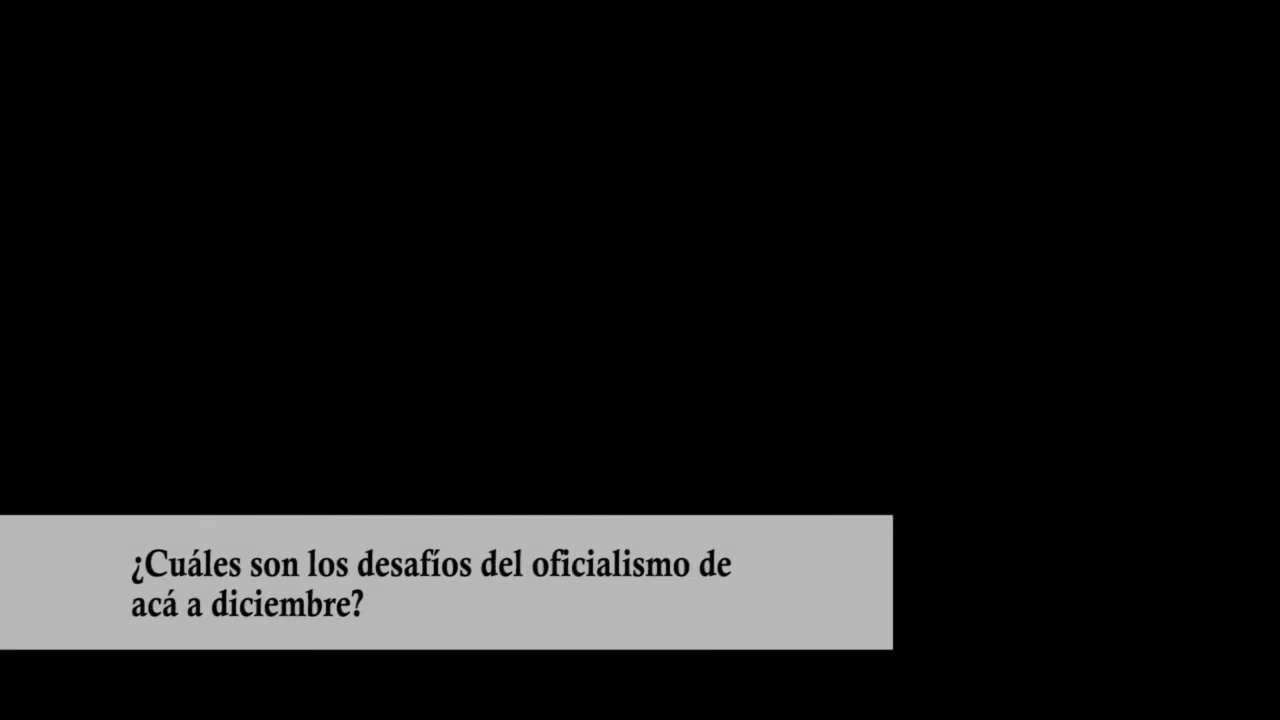 ¿Cuáles son los desafíos del oficialismo de
acá a diciembre?